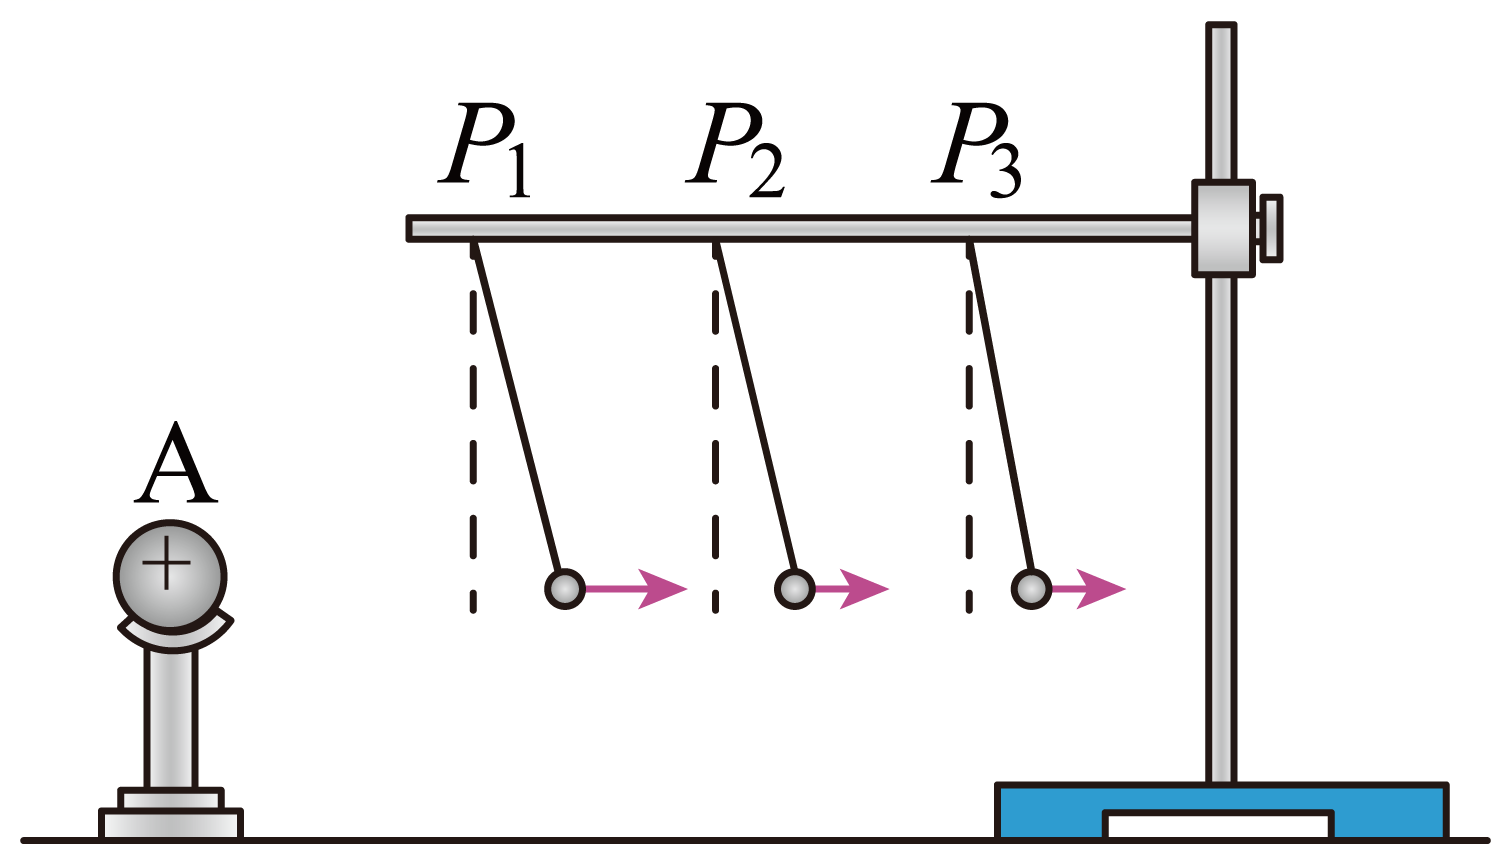 P₁ P₂ P₃
A
+